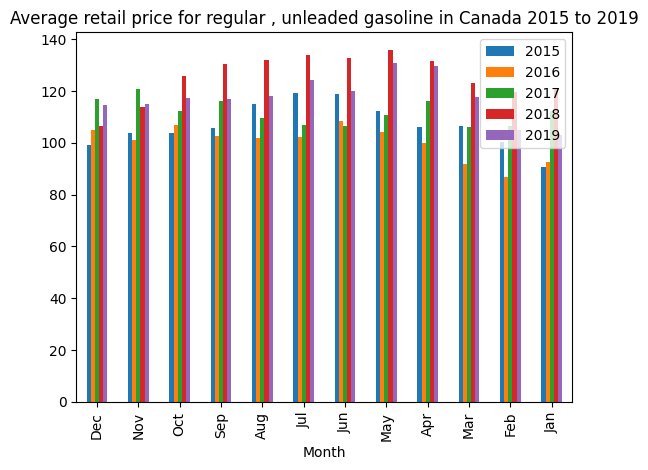 Average retail price for regular , unleaded gasoline in Canada 2015 to 2019
140
120
100
80
60
40
20
0
2015
2016
2017
2018
2019
Dec
Nov
Oct
Sep
Aug
Jul
Jun
May
Apr
Mar
Feb
Jan
Month